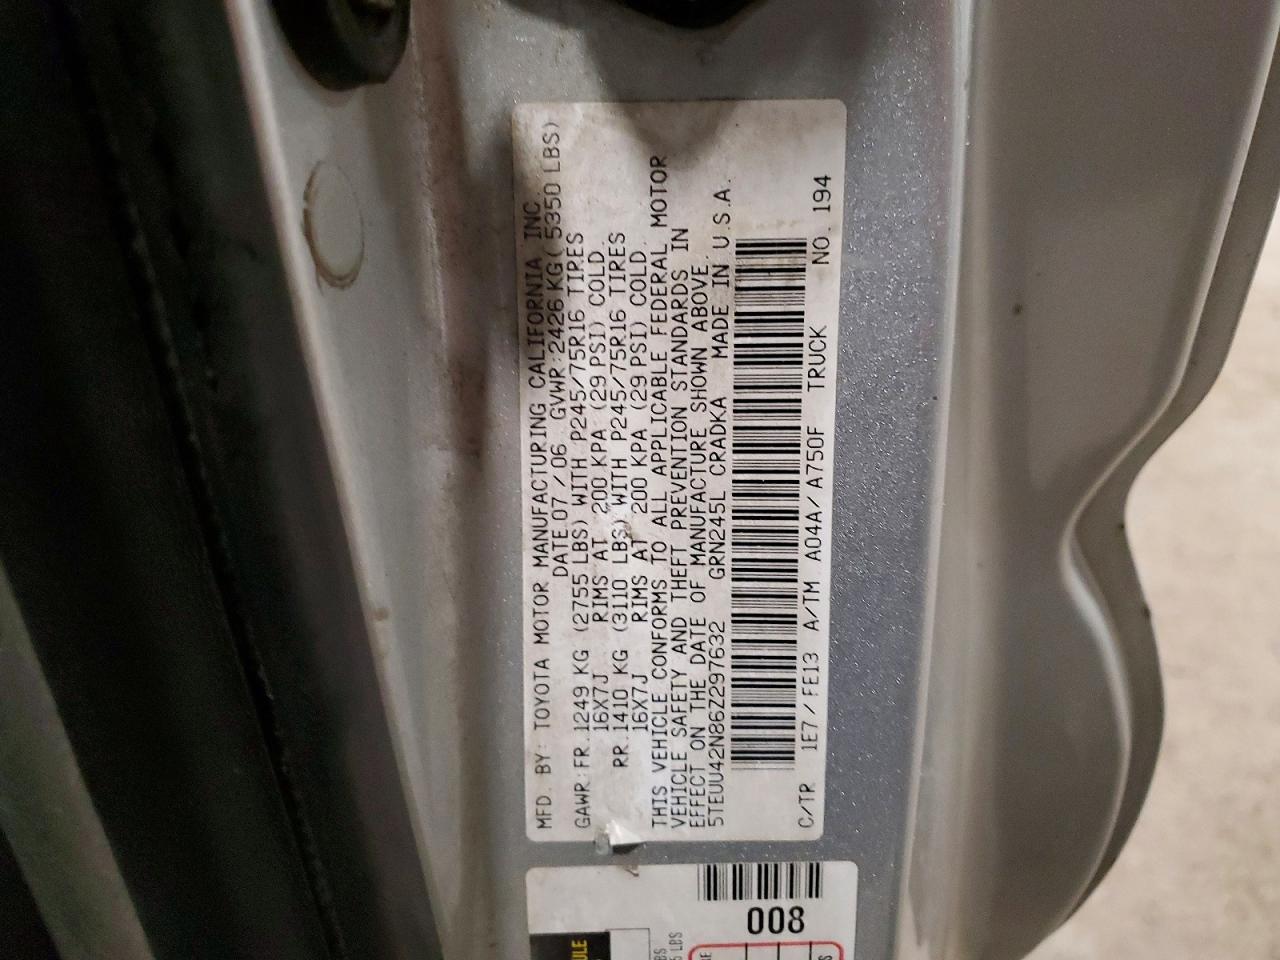 MFD. BY: TOYOTA MOTOR MANUFACTURING CALIFORNIA INC.
DATE 07/06 GVWR:2426 KG( 5350 LBS)
GAWR:FR.1249 KG (2755 LBS) WITH P245/75R16 TIRES
16X7J RIMS AT 200 KPA (29 PSI) COLD.
RR.1410 KG (3110 LBS) WITH P245/75R16 TIRES
16X7J RIMS AT 200 KPA (29 PSI) COLD.
THIS VEHICLE CONFORMS TO ALL APPLICABLE FEDERAL MOTOR
VEHICLE SAFETY AND THEFT PREVENTION STANDARDS IN
EFFECT ON THE DATE OF MANUFACTURE SHOWN ABOVE.
5TEUU42N86Z297632 GRN245L CRADKA MADE IN U.S.A.
C/TR 1E7/FE13 A/TM A04A/A750F TRUCK NO. 194
008
LBS